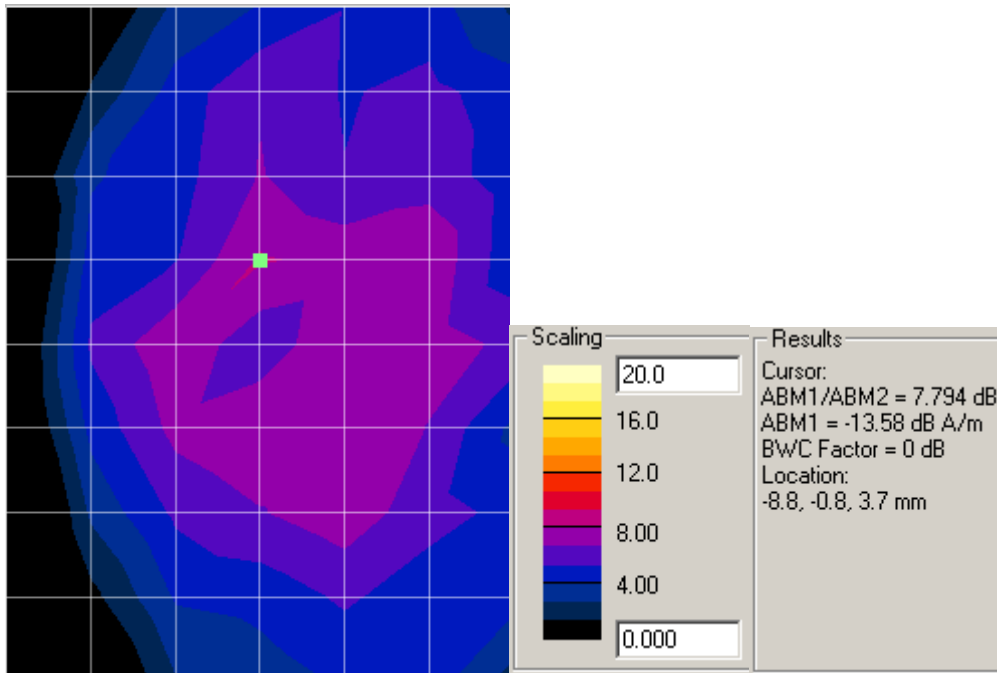 Scaling
20.0
16.0
12.0
8.00
4.00
0.000
Results
Cursor:
ABM1/ABM2 = 7.794 dB
ABM1 = -13.58 dB A/m
BWC Factor = 0 dB
Location:
-8.8, -0.8, 3.7 mm